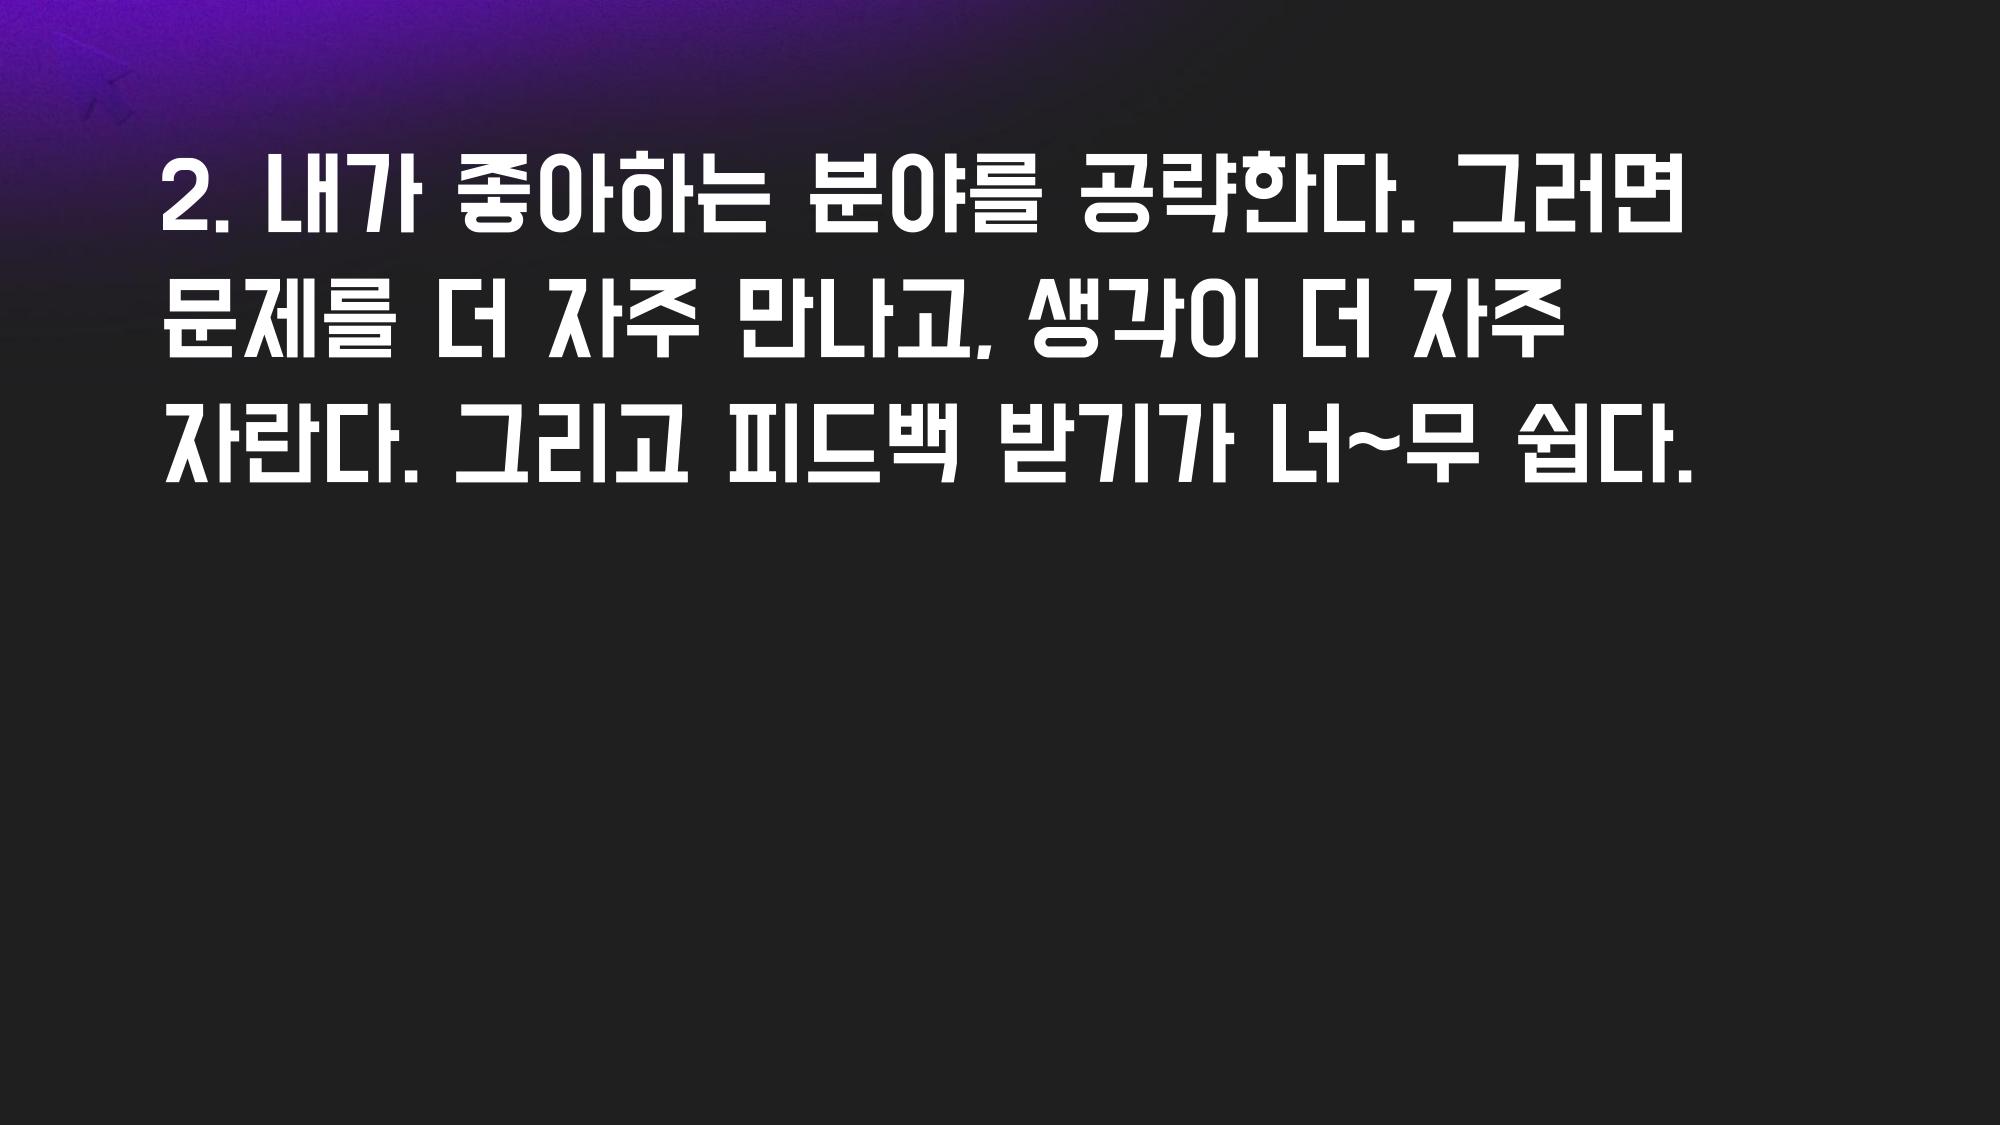 2. 내가 좋아하는 분야를 공략한다. 그러면
문제를 더 자주 만나고, 생각이 더 자주
자란다. 그리고 피드백 받기가 너~무 쉽다.